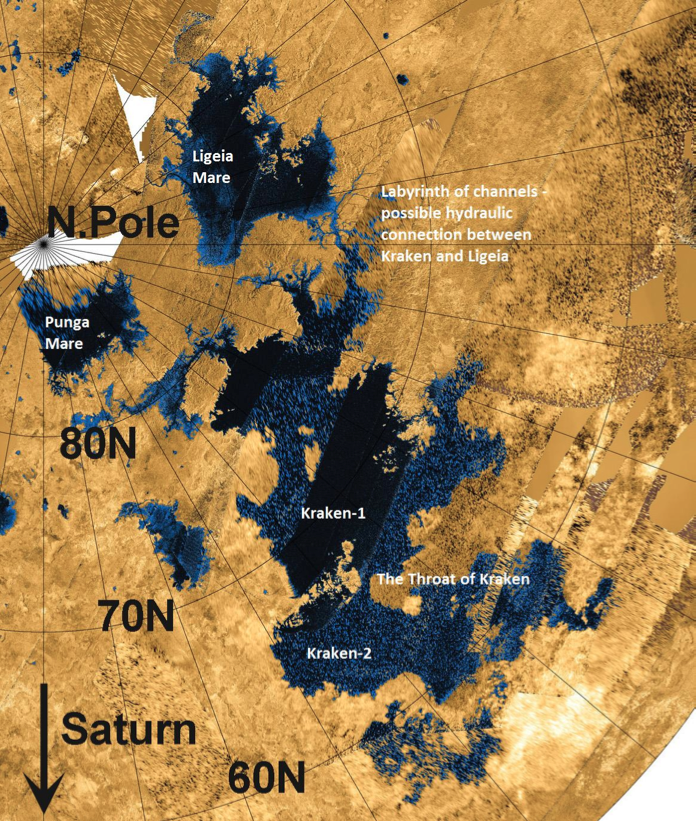 Ligeia
Mare
Labyrinth of channels -
possible hydraulic
connection between
Kraken and Ligeia
N.Pole
Punga
Mare
80N
Kraken-1
The Throat of Kraken
70N
Kraken-2
Saturn
60N